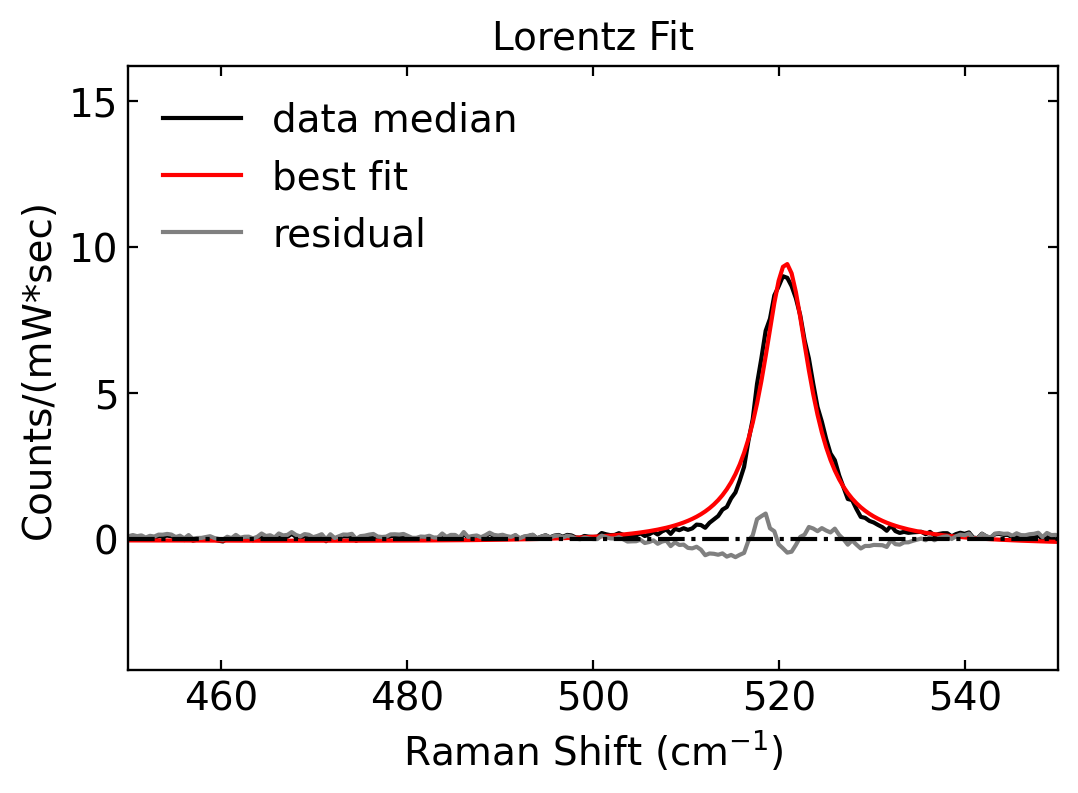 Lorentz Fit
15
10
5
0
data median
best fit
residual
Counts/(mW*sec)
460 480 500 520 540
Raman Shift (cm⁻¹)